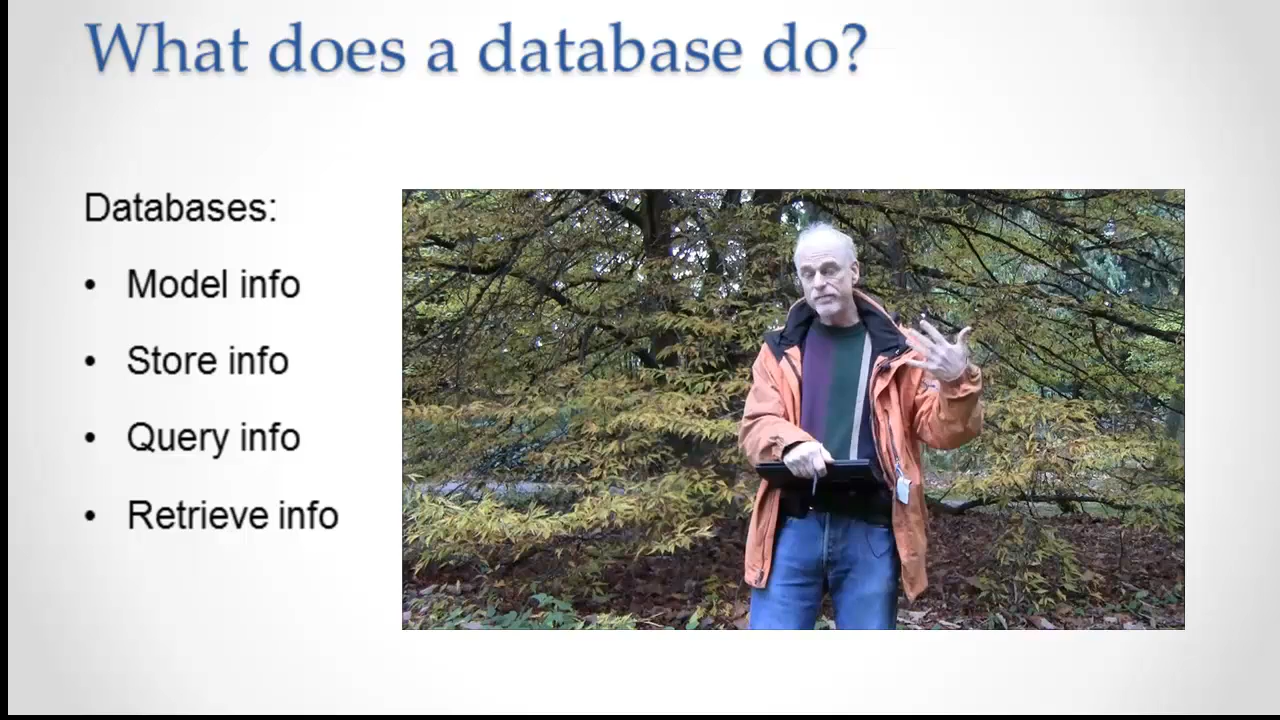 What does a database do?
Databases:
• Model info
• Store info
• Query info
• Retrieve info